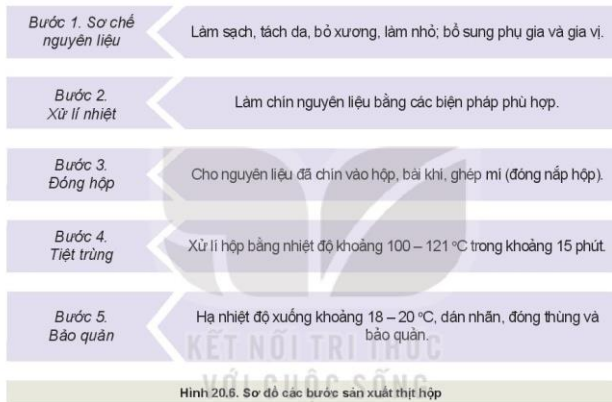 Bước 1. Sơ chế
nguyên liệu
Làm sạch, tách da, bỏ xương, làm nhỏ; bổ sung phụ gia và gia vị.
Bước 2.
Xử lí nhiệt
Làm chín nguyên liệu bằng các biện pháp phù hợp.
Bước 3.
Đóng hộp
Cho nguyên liệu đã chín vào hộp, bài khí, ghép mí (đóng nắp hộp).
Bước 4.
Tiệt trùng
Xử lí hộp bằng nhiệt độ khoảng 100 – 121 °C trong khoảng 15 phút.
Bước 5.
Bảo quản
Hạ nhiệt độ xuống khoảng 18 – 20 °C, dán nhãn, đóng thùng và
bảo quản.
KẾT NỐI TRI THỨC
VỚI CUỘC SỐNG
Hình 20.6. Sơ đồ các bước sản xuất thịt hộp